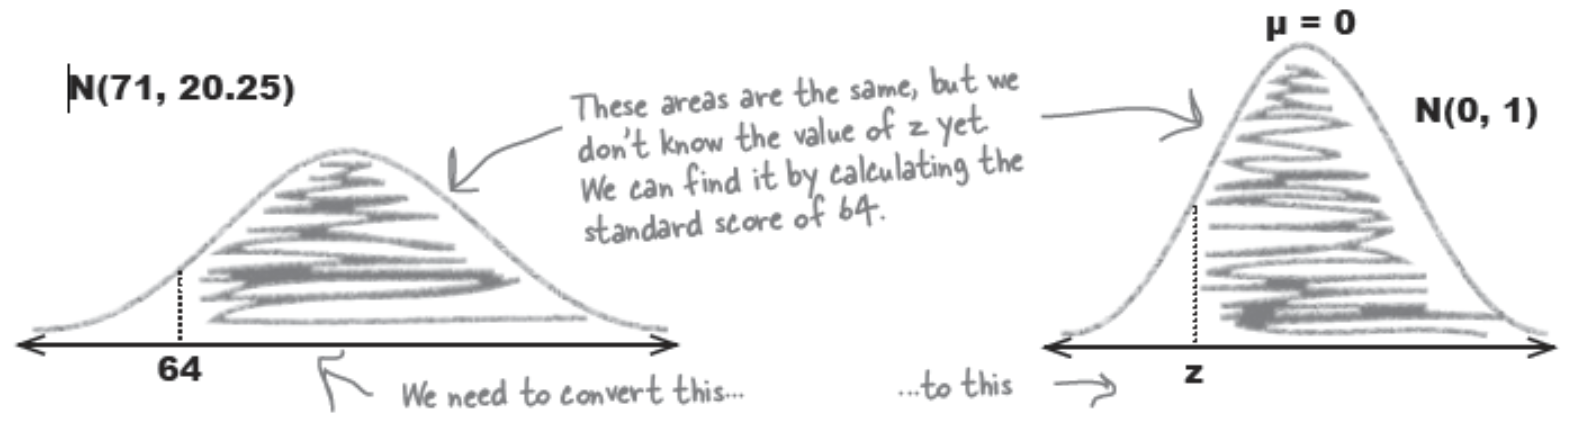 μ = 0
N(71, 20.25)
These areas are the same, but we
don't know the value of z yet.
We can find it by calculating the
standard score of 64.
N(0, 1)
64
z
We need to convert this...
...to this